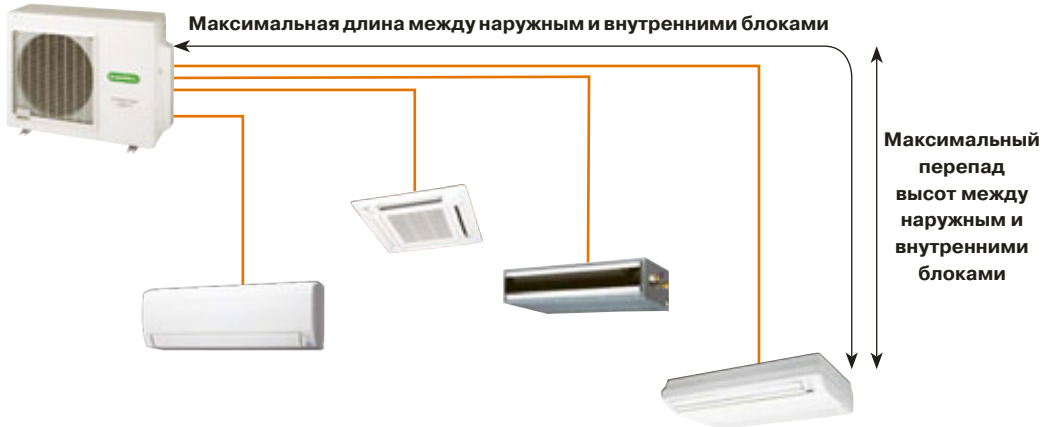 Максимальная длина между наружным и внутренними блоками
Максимальный
перепад
высот между
наружным и
внутренними
блоками